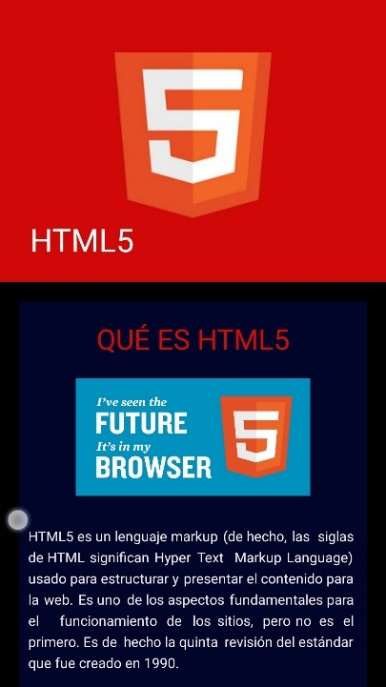 HTML5
QUÉ ES HTML5
I've seen the
FUTURE
It's in my
BROWSER
HTML5 es un lenguaje markup (de hecho, las siglas
de HTML significan Hyper Text Markup Language)
usado para estructurar y presentar el contenido para
la web. Es uno de los aspectos fundamentales para
el funcionamiento de los sitios, pero no es el
primero. Es de hecho la quinta revisión del estándar
que fue creado en 1990.